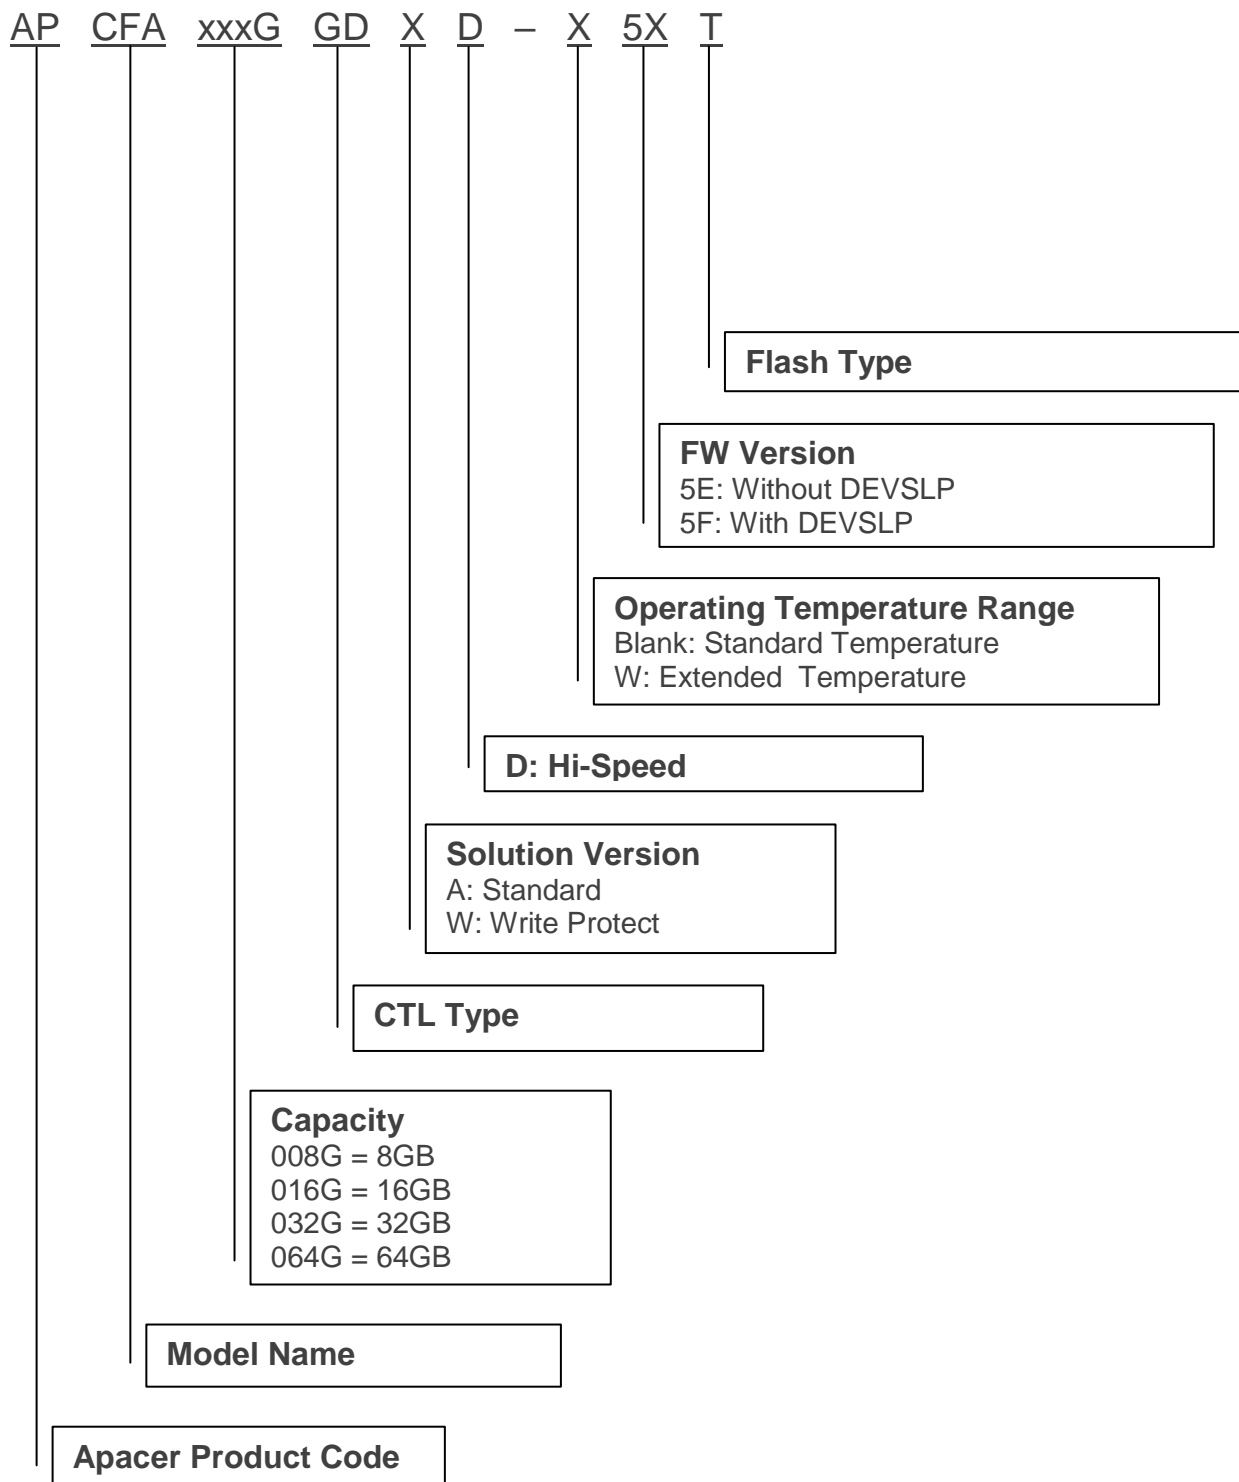 AP CFA xxxG GD X D – X 5X T
Flash Type
FW Version
5E: Without DEVSLP
5F: With DEVSLP
Operating Temperature Range
Blank: Standard Temperature
W: Extended  Temperature
D: Hi-Speed
Solution Version
A: Standard
W: Write Protect
CTL Type
Capacity
008G = 8GB
016G = 16GB
032G = 32GB
064G = 64GB
Model Name
Apacer Product Code